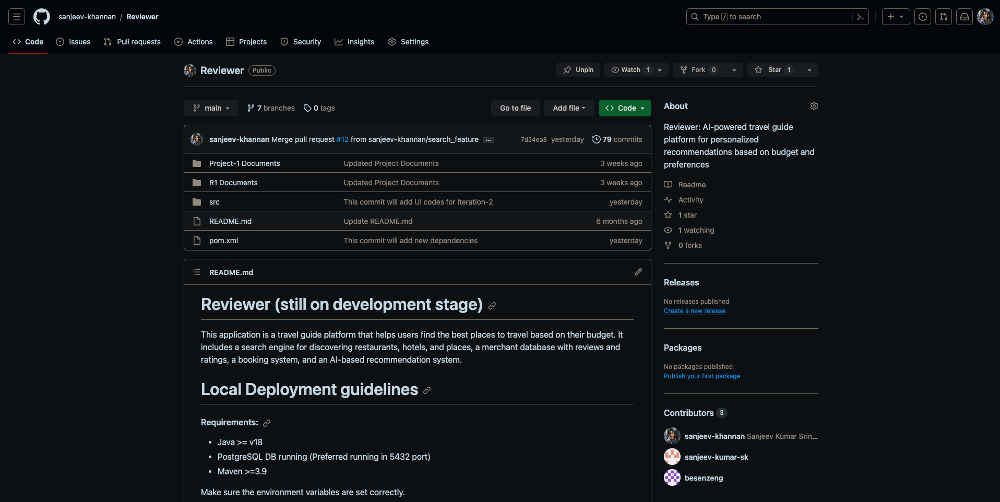 sanjeev-khannan / Reviewer
Type / to search
Code Issues Pull requests Actions Projects Security Insights Settings
Reviewer Public
Unpin Watch 1 Fork 0 Star 1
main 7 branches 0 tags
Go to file Add file Code
sanjeev-khannan Merge pull request #12 from sanjeev-khannan/search_feature ... 7d24ea8 yesterday 79 commits
Project-1 Documents Updated Project Documents 3 weeks ago
R1 Documents Updated Project Documents 3 weeks ago
src This commit will add UI codes for Iteration-2 yesterday
README.md Update README.md 6 months ago
pom.xml This commit will add new dependencies yesterday
README.md
Reviewer (still on development stage)
This application is a travel guide platform that helps users find the best places to travel based on their budget. It
includes a search engine for discovering restaurants, hotels, and places, a merchant database with reviews and
ratings, a booking system, and an AI-based recommendation system.
Local Deployment guidelines
Requirements:
• Java >= v18
• PostgreSQL DB running (Preferred running in 5432 port)
• Maven >=3.9
Make sure the environment variables are set correctly.
About
Reviewer: AI-powered travel guide
platform for personalized
recommendations based on budget and
preferences
Readme
Activity
1 star
1 watching
0 forks
Releases
No releases published
Create a new release
Packages
No packages published
Publish your first package
Contributors 3
sanjeev-khannan Sanjeev Kumar Srin...
sanjeev-kumar-sk
besenzeng